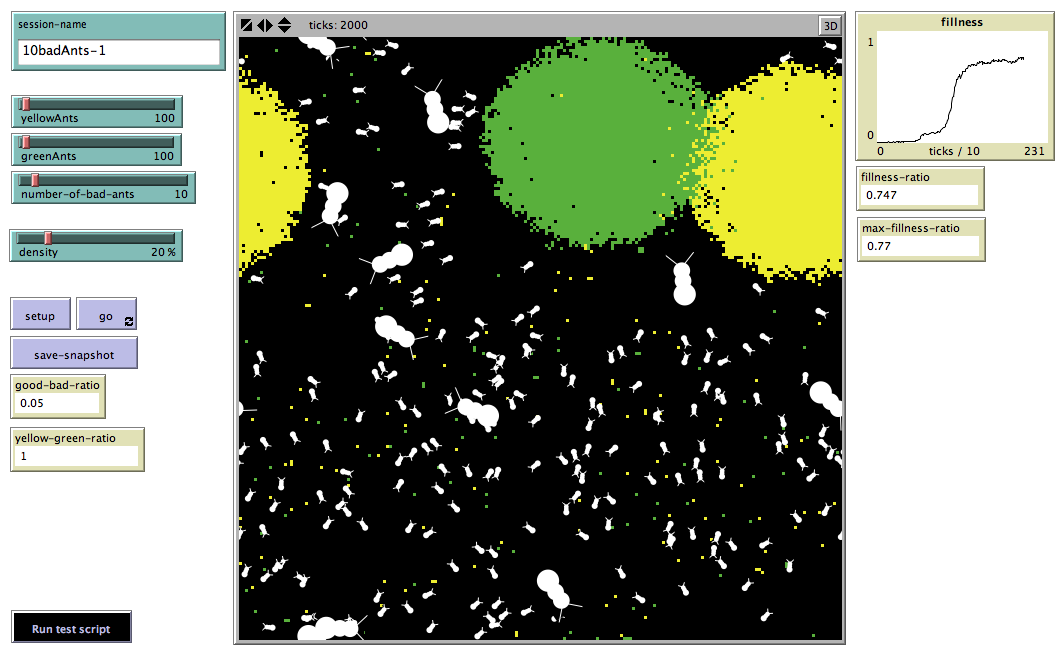 session-name
10badAnts-1
yellowAnts 100
greenAnts 100
number-of-bad-ants 10
density 20 %
setup
go
save-snapshot
good-bad-ratio
0.05
yellow-green-ratio
1
Run test script
ticks: 2000
3D
fillness
1
0
0 ticks / 10 231
fillness-ratio
0.747
max-fillness-ratio
0.77